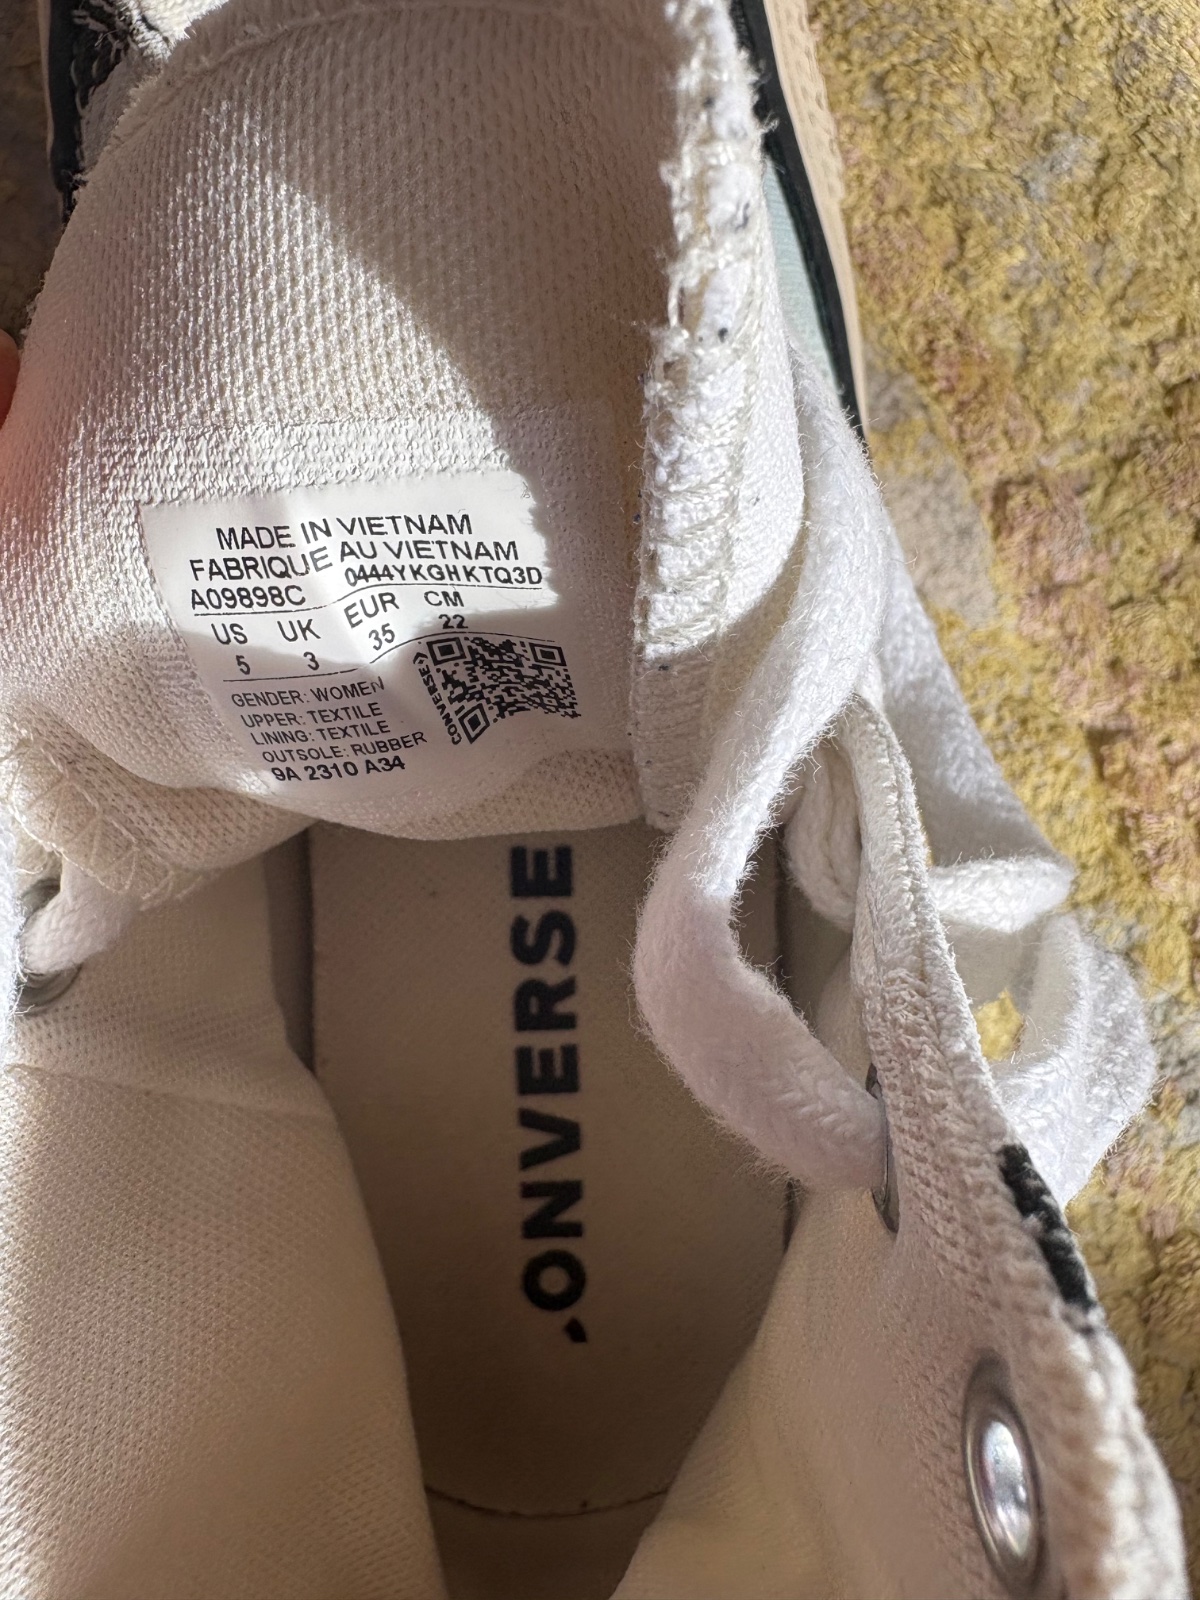 MADE IN VIETNAM
FABRIQUE AU VIETNAM
A09898C 0444YKGHKTQ3D
US UK EUR CM
5 3 35 22
GENDER: WOMEN
UPPER: TEXTILE
LINING: TEXTILE
OUTSOLE: RUBBER
9A 2310 A34
CONVERSE
ONVERSE